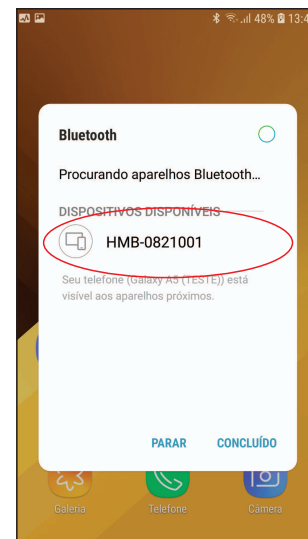 48% 13:4
Bluetooth
Procurando aparelhos Bluetooth...
DISPOSITIVOS DISPONÍVEIS
HMB-0821001
Seu telefone (Galaxy A5 (TESTE)) está
visível aos aparelhos próximos.
PARAR CONCLUÍDO
Galeria Telefone Câmera